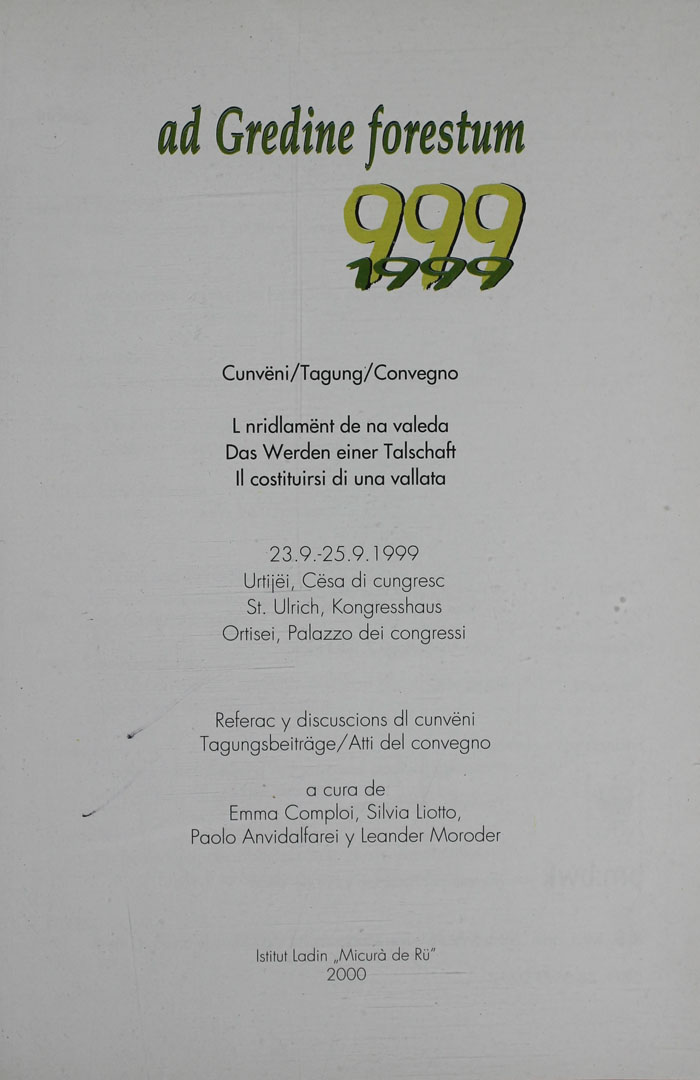 ad Gredine forestum
999
1999
Cunvëni/Tagung/Convegno
L nridlamënt de na valeda
Das Werden einer Talschaft
Il costituirsi di una vallata
23.9.-25.9.1999
Urtijëi, Cësa di cungresc
St. Ulrich, Kongresshaus
Ortisei, Palazzo dei congressi
Referac y discuscions dl cunvëni
Tagungsbeiträge/Atti del convegno
a cura de
Emma Comploi, Silvia Liotto,
Paolo Anvidalfarei y Leander Moroder
Istitut Ladin „Micurà de Rü”
2000